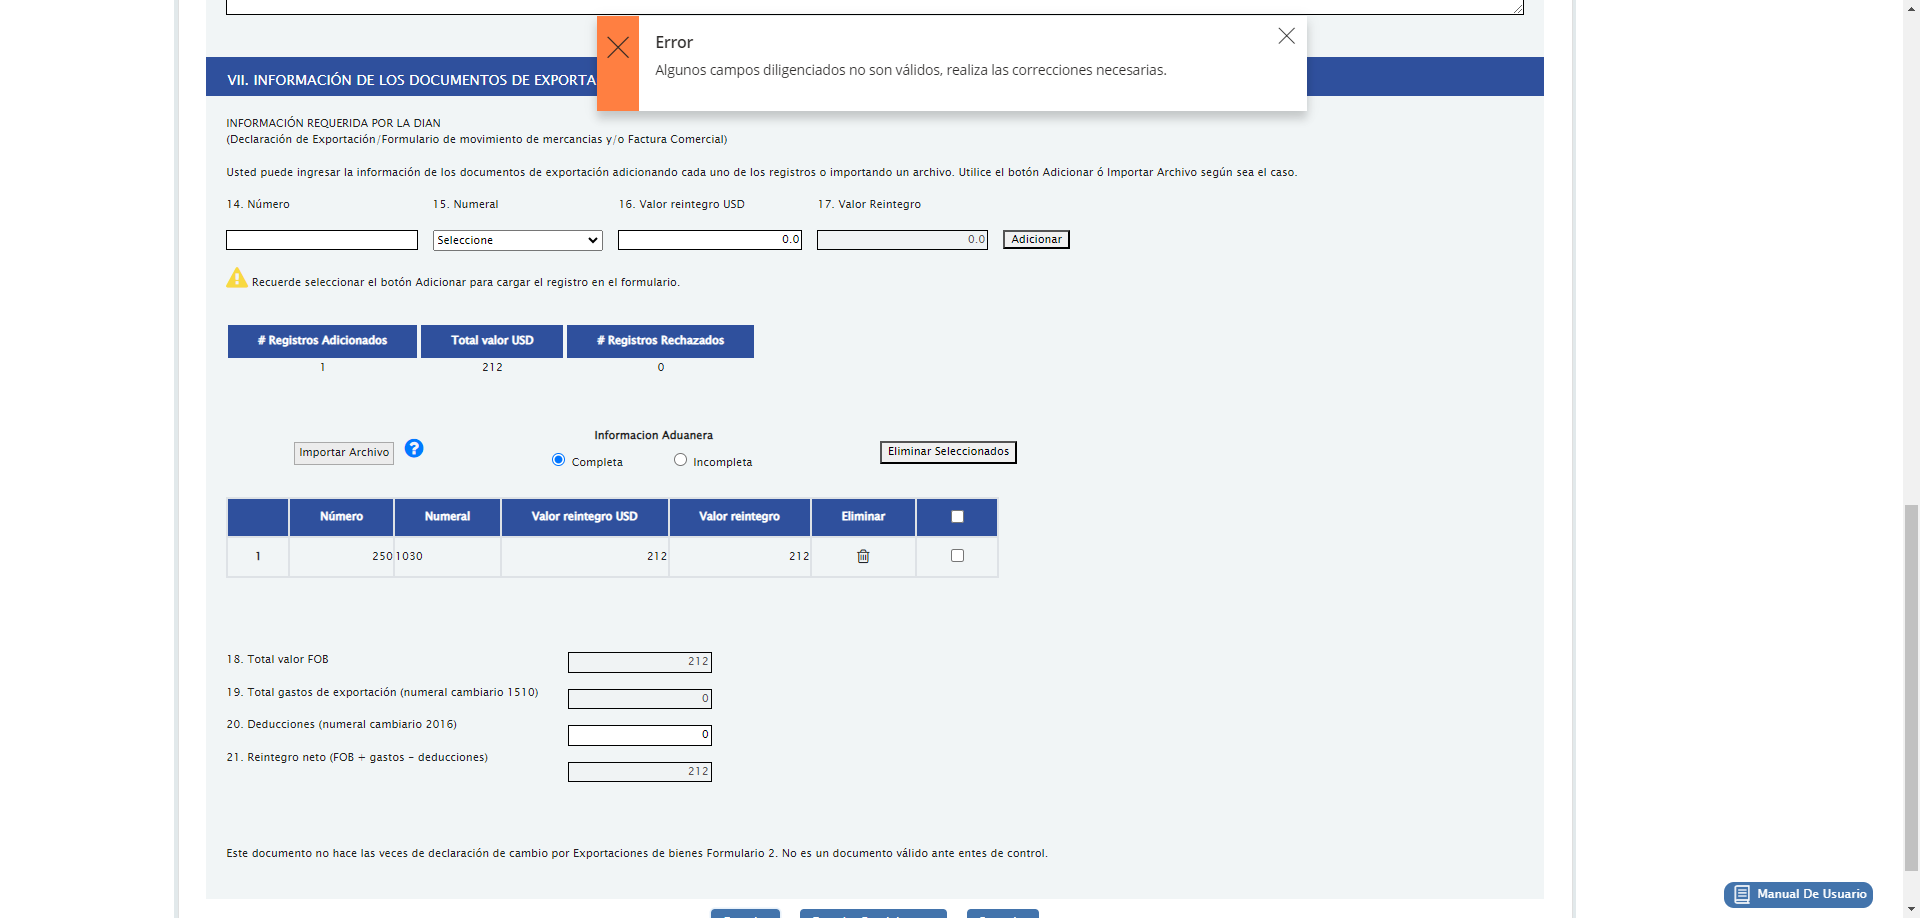 Error
Algunos campos diligenciados no son válidos, realiza las correcciones necesarias.
VII. INFORMACIÓN DE LOS DOCUMENTOS DE EXPORTA
INFORMACIÓN REQUERIDA POR LA DIAN
(Declaración de Exportación/Formulario de movimiento de mercancias y/o Factura Comercial)
Usted puede ingresar la información de los documentos de exportación adicionando cada uno de los registros o importando un archivo. Utilice el botón Adicionar ó Importar Archivo según sea el caso.
14. Número 15. Numeral 16. Valor reintegro USD 17. Valor Reintegro
Seleccione 0.0 0.0 Adicionar
Recuerde seleccionar el botón Adicionar para cargar el registro en el formulario.
# Registros Adicionados Total valor USD # Registros Rechazados
1 212 0
Informacion Aduanera
Importar Archivo ? Completa Incompleta Eliminar Seleccionados
Número Numeral Valor reintegro USD Valor reintegro Eliminar
1 250 1030 212 212
18. Total valor FOB 212
19. Total gastos de exportación (numeral cambiario 1510) 0
20. Deducciones (numeral cambiario 2016) 0
21. Reintegro neto (FOB + gastos - deducciones) 212
Este documento no hace las veces de declaración de cambio por Exportaciones de bienes Formulario 2. No es un documento válido ante entes de control.
Manual De Usuario